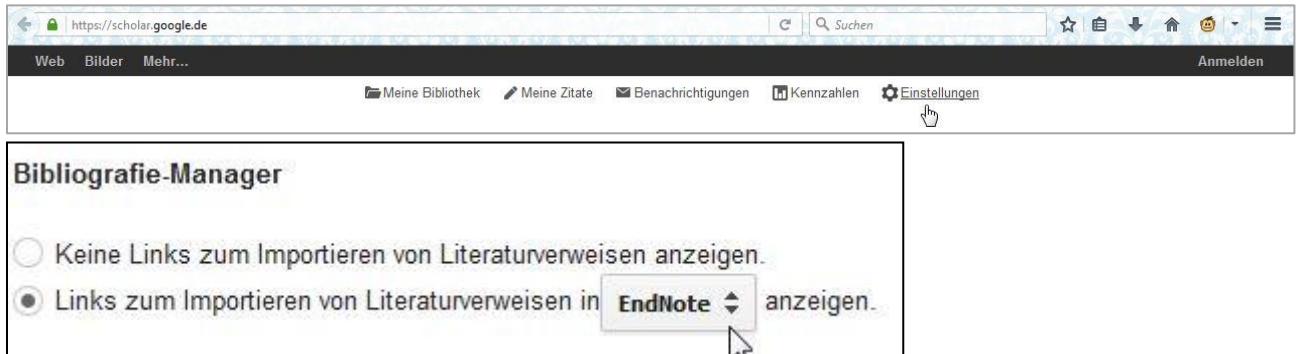 https://scholar.google.de Suchen
Web Bilder Mehr... Anmelden
Meine Bibliothek Meine Zitate Benachrichtigungen Kennzahlen Einstellungen
Bibliografie-Manager
Keine Links zum Importieren von Literaturverweisen anzeigen.
Links zum Importieren von Literaturverweisen in EndNote anzeigen.